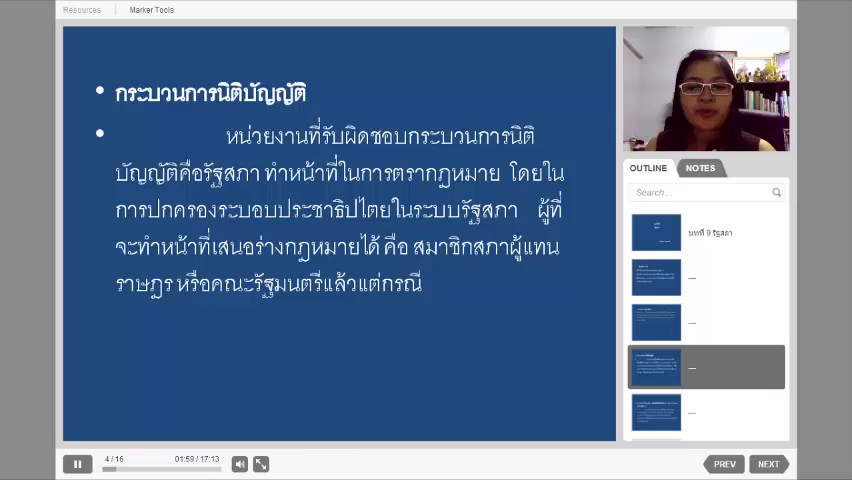 Resources
Marker Tools
กระบวนการนิติบัญญัติ
หน่วยงานที่รับผิดชอบกระบวนการนิติ
บัญญัติคือรัฐสภา ทำหน้าที่ในการตรากฎหมาย โดยใน
การปกครองระบอบประชาธิปไตยในระบบรัฐสภา ผู้ที่
จะทำหน้าที่เสนอร่างกฎหมายได้ คือ สมาชิกสภาผู้แทน
ราษฎร หรือคณะรัฐมนตรีแล้วแต่กรณี
OUTLINE
NOTES
Search...
บทที่ 9 รัฐสภา
---
---
---
---
4 / 16
01:59 / 17:13
PREV
NEXT